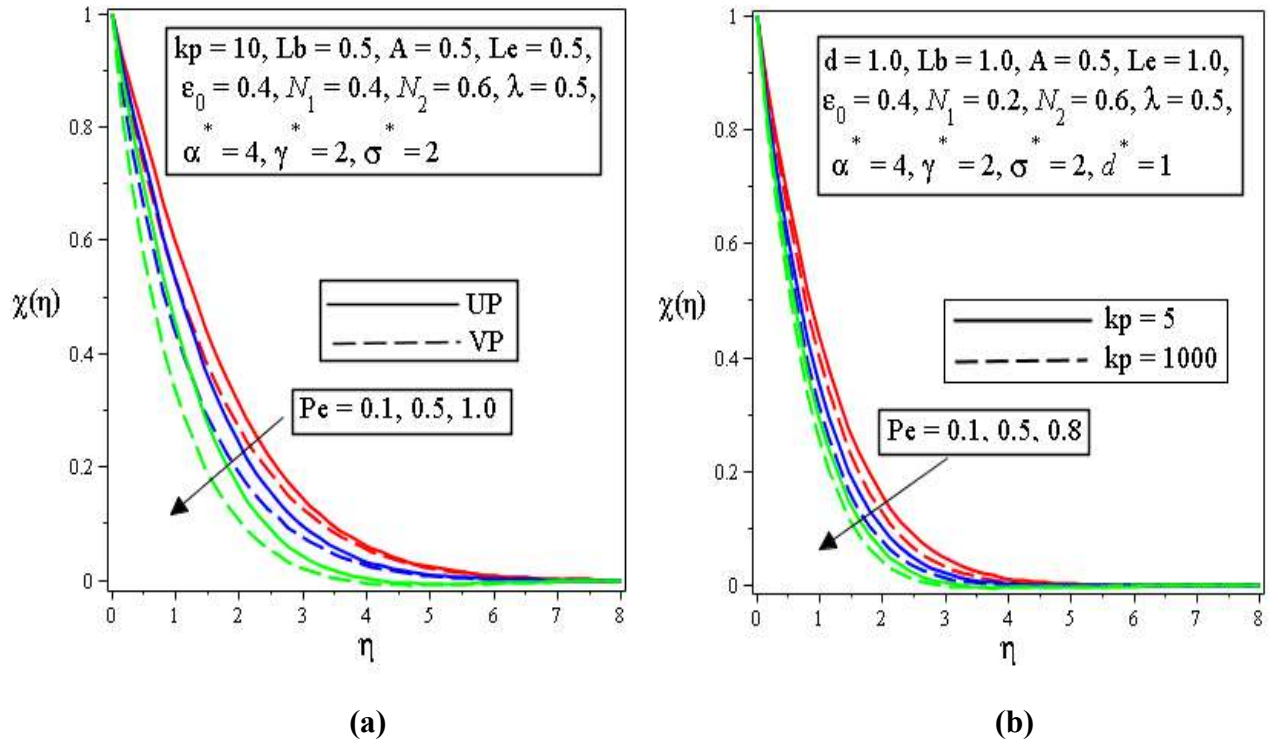 kp = 10, Lb = 0.5, A = 0.5, Le = 0.5,
ε₀ = 0.4, N₁ = 0.4, N₂ = 0.6, λ = 0.5,
α* = 4, γ* = 2, σ* = 2
UP
VP
Pe = 0.1, 0.5, 1.0
χ(η)
1
0.8
0.6
0.4
0.2
0
0 1 2 3 4 5 6 7 8
η
(a)
d = 1.0, Lb = 1.0, A = 0.5, Le = 1.0,
ε₀ = 0.4, N₁ = 0.2, N₂ = 0.6, λ = 0.5,
α* = 4, γ* = 2, σ* = 2, d* = 1
kp = 5
kp = 1000
Pe = 0.1, 0.5, 0.8
χ(η)
1
0.8
0.6
0.4
0.2
0
0 1 2 3 4 5 6 7 8
η
(b)